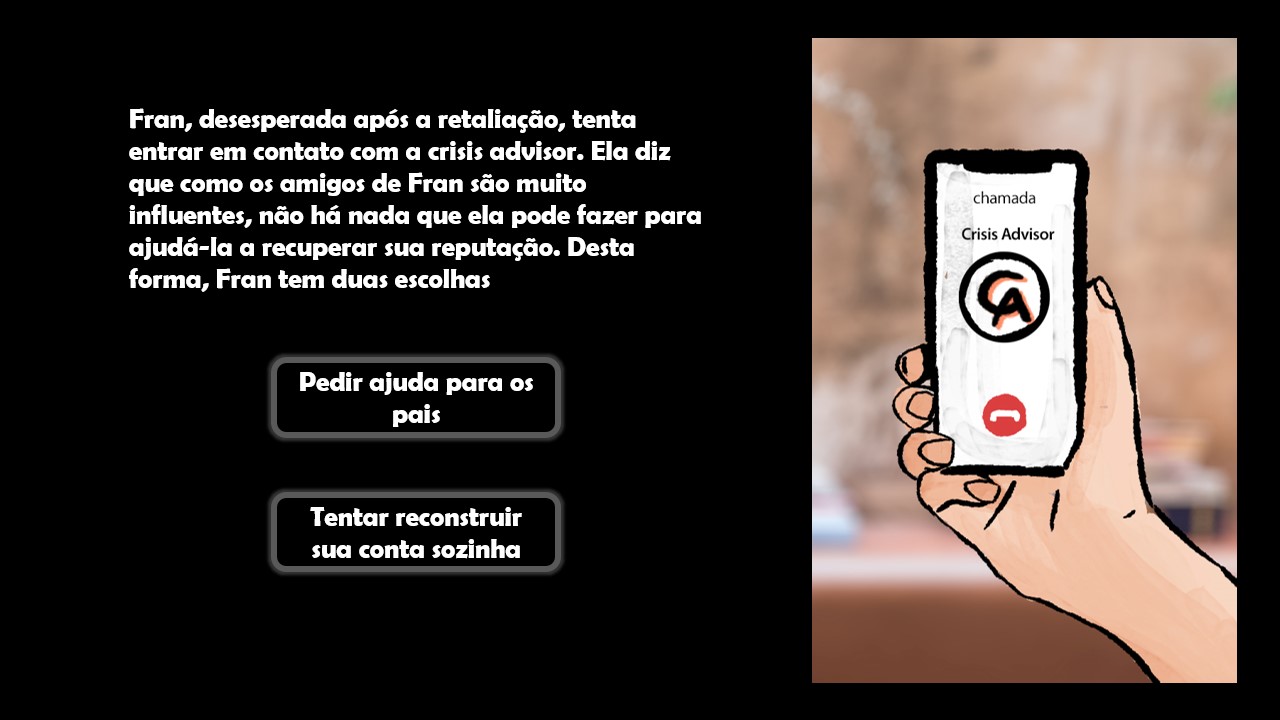 Fran, desesperada após a retaliação, tenta
entrar em contato com a crisis advisor. Ela diz
que como os amigos de Fran são muito
influentes, não há nada que ela pode fazer para
ajudá-la a recuperar sua reputação. Desta
forma, Fran tem duas escolhas
Pedir ajuda para os
pais
Tentar reconstruir
sua conta sozinha
chamada
Crisis Advisor
CA